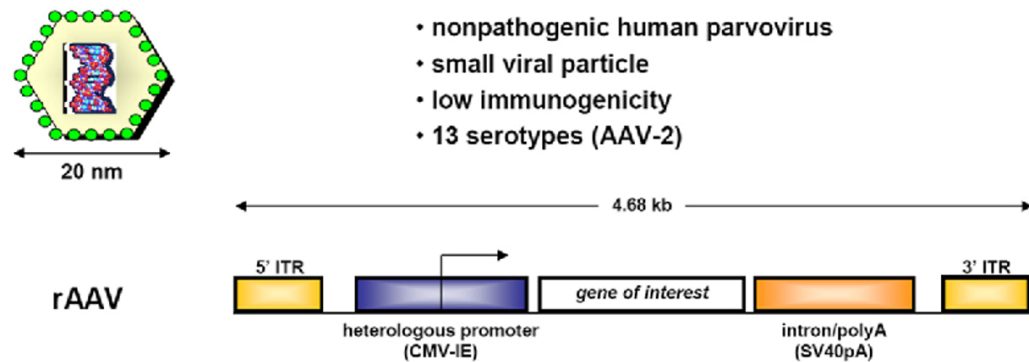 • nonpathogenic human parvovirus
• small viral particle
• low immunogenicity
• 13 serotypes (AAV-2)
20 nm
4.68 kb
5' ITR
3' ITR
rAAV
gene of interest
heterologous promoter
(CMV-IE)
intron/polyA
(SV40pA)